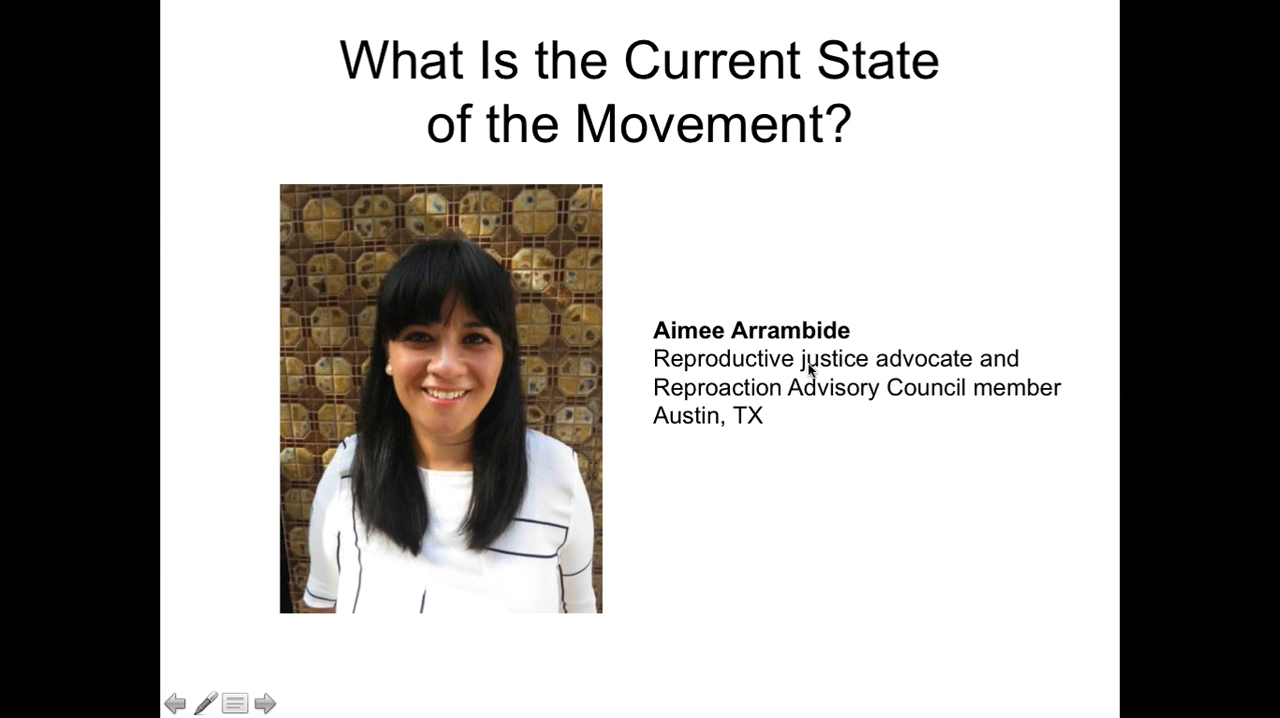 What Is the Current State
of the Movement?
Aimee Arrambide
Reproductive justice advocate and
Reproaction Advisory Council member
Austin, TX